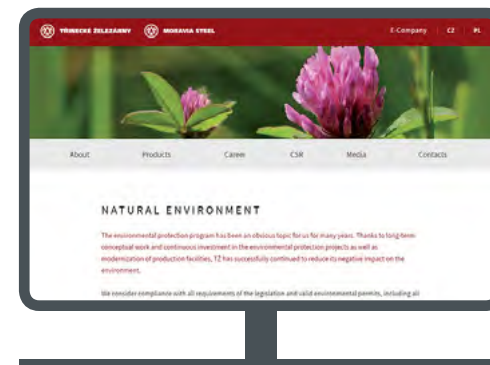 TŘINECKÉ ŽELEZÁRNY MORAVIA STEEL E-Company CZ PL
About Products Career CSR Media Contacts
NATURAL ENVIRONMENT
The environmental protection program has been an obvious topic for us for many years. Thanks to long-term
conceptual work and continuous investment in the environmental protection projects as well as
modernization of production facilities, TŽ has successfully continued to reduce its negative impact on the
environment.
We consider compliance with all requirements of the legislation and valid environmental permits, including all